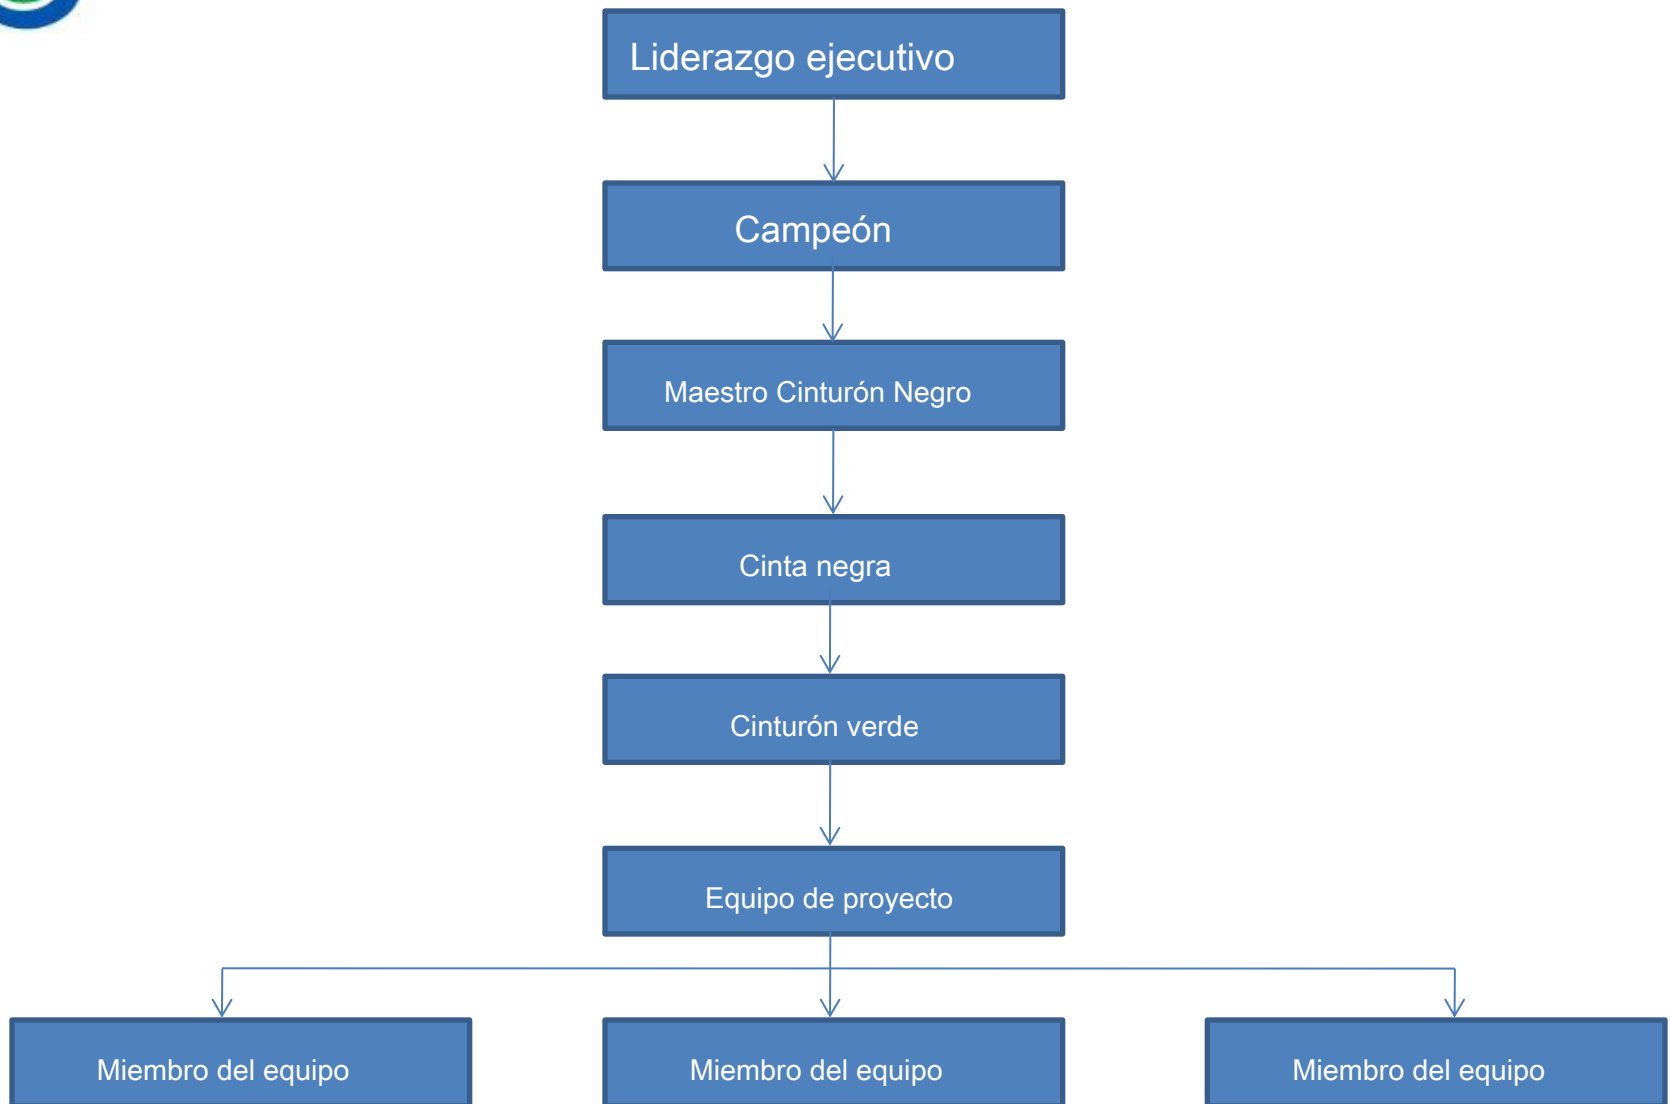 Liderazgo ejecutivo
Campeón
Maestro Cinturón Negro
Cinta negra
Cinturón verde
Equipo de proyecto
Miembro del equipo
Miembro del equipo
Miembro del equipo